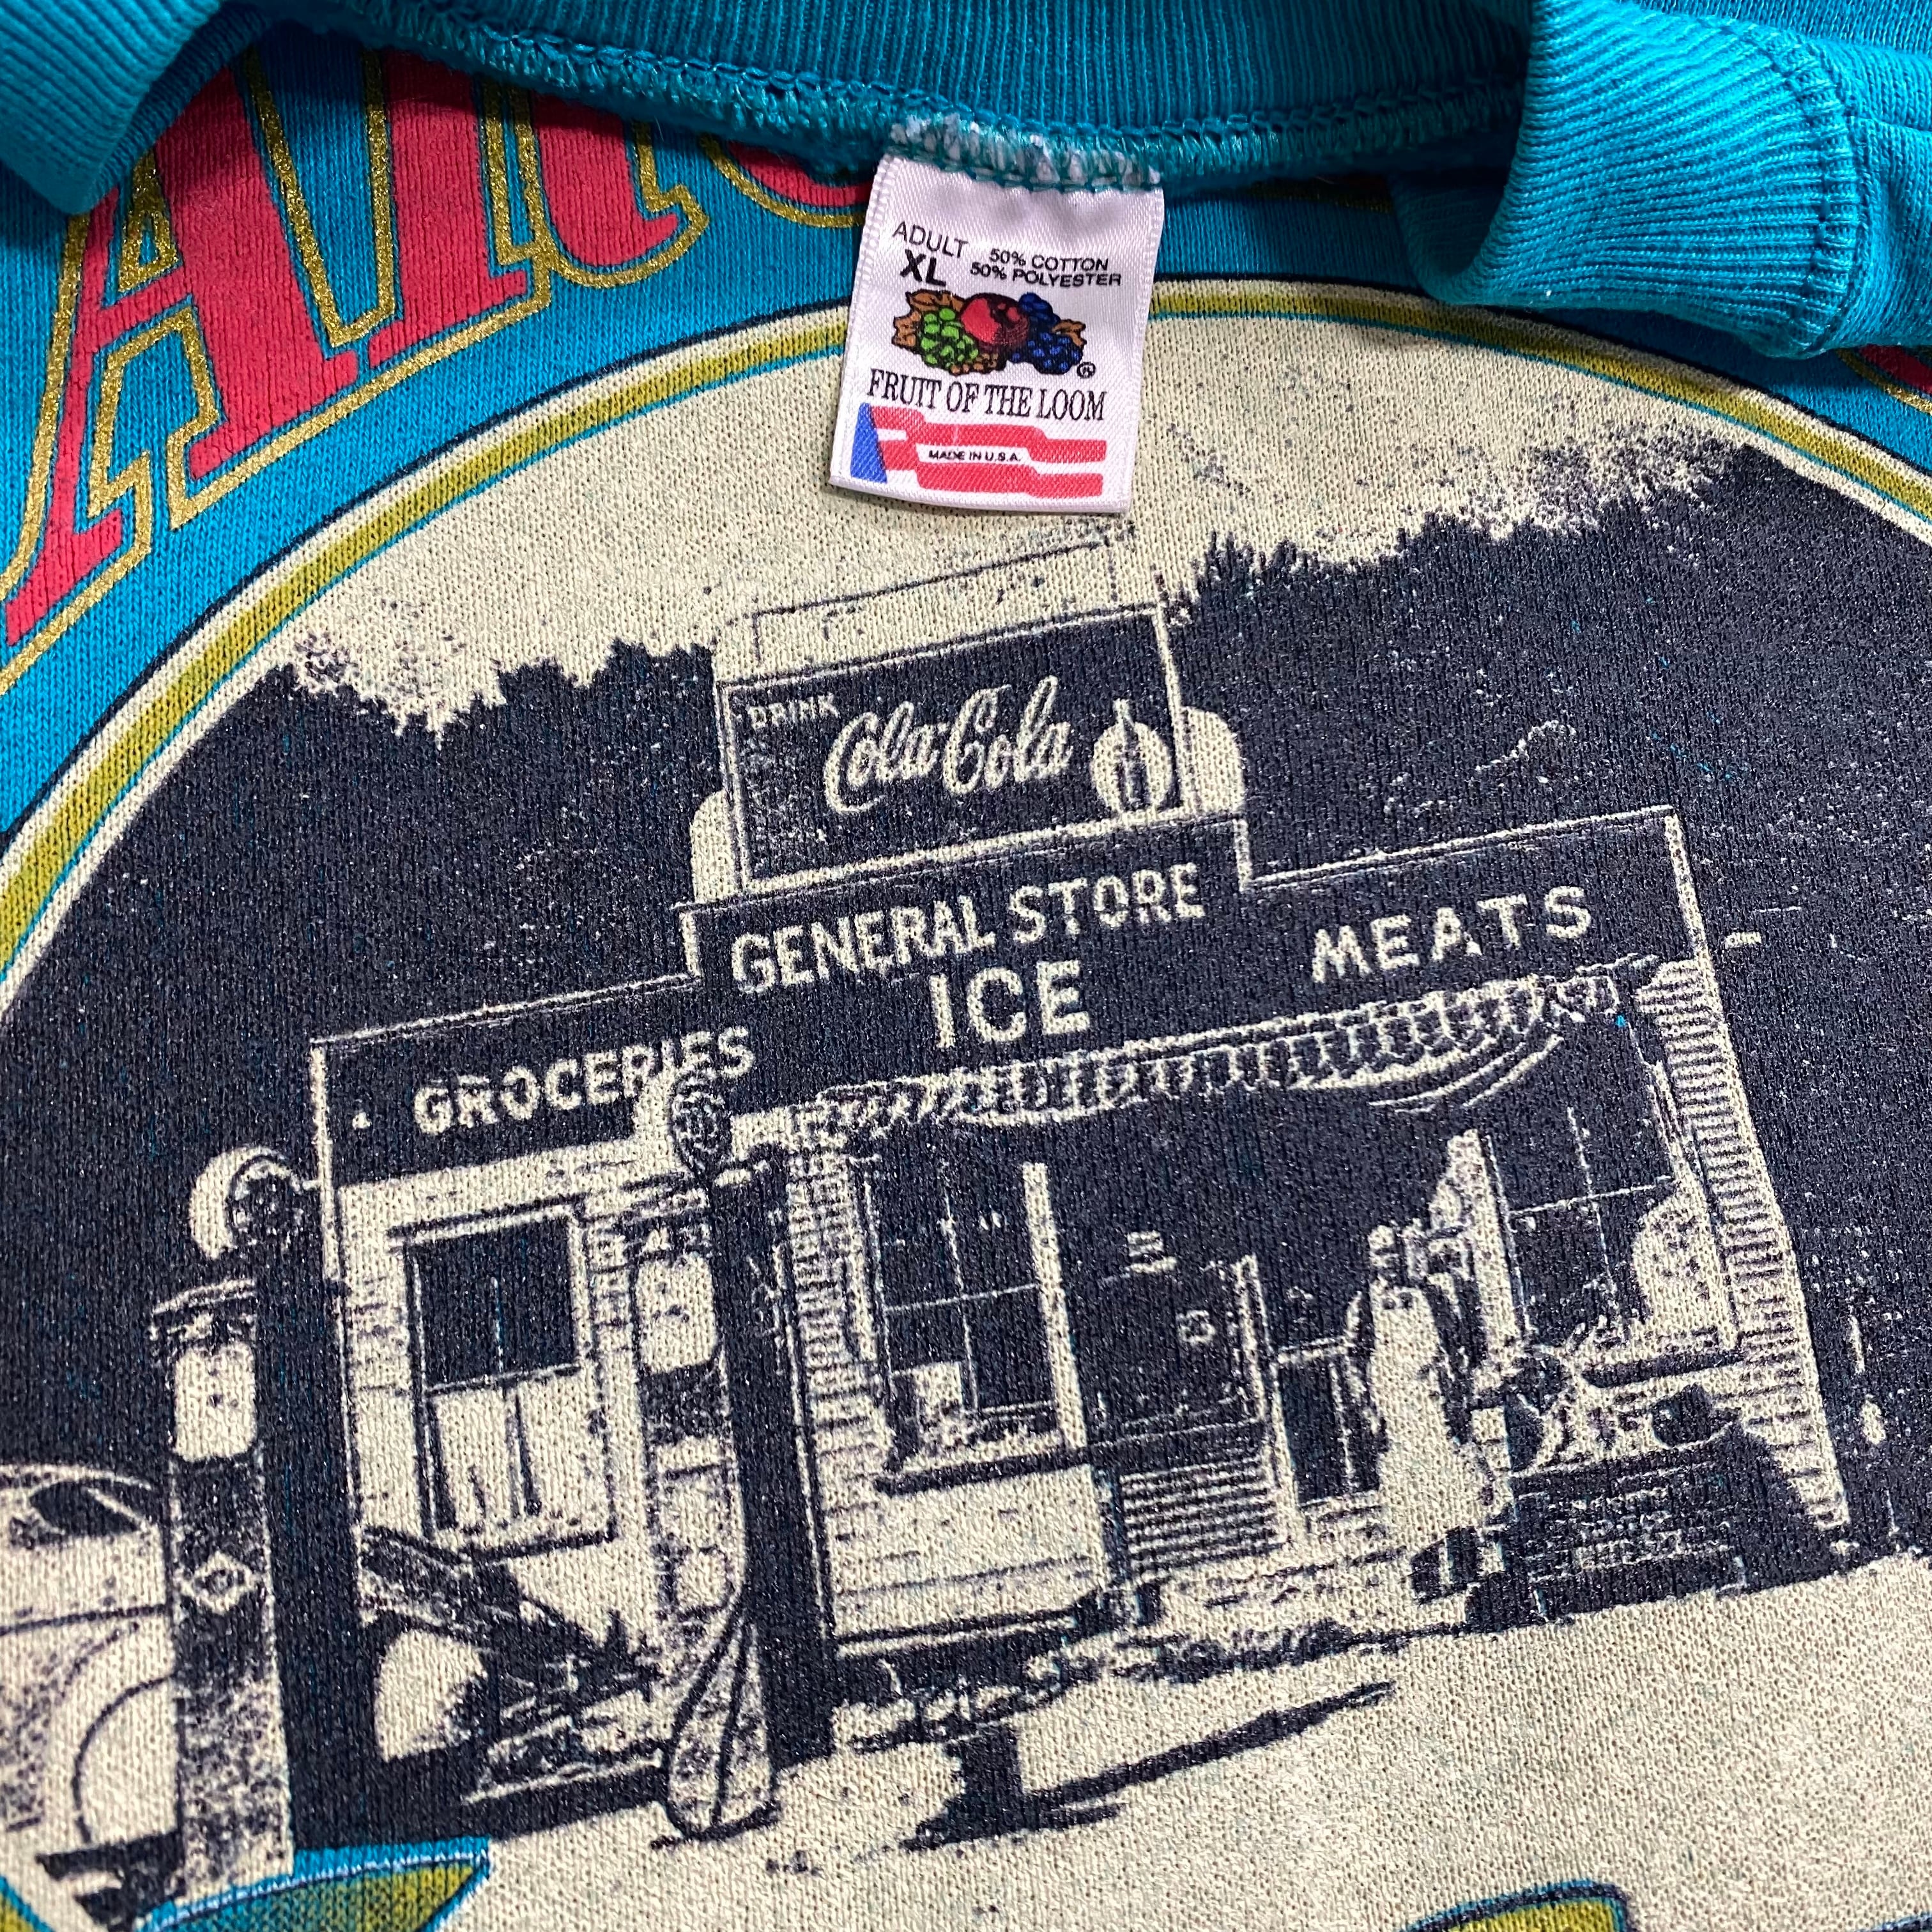 ADULT
XL
50% COTTON
50% POLYESTER
®
FRUIT OF THE LOOM
MADE IN U.S.A.
DRINK
Coca-Cola
GENERAL STORE
ICE
MEATS
GROCERIES